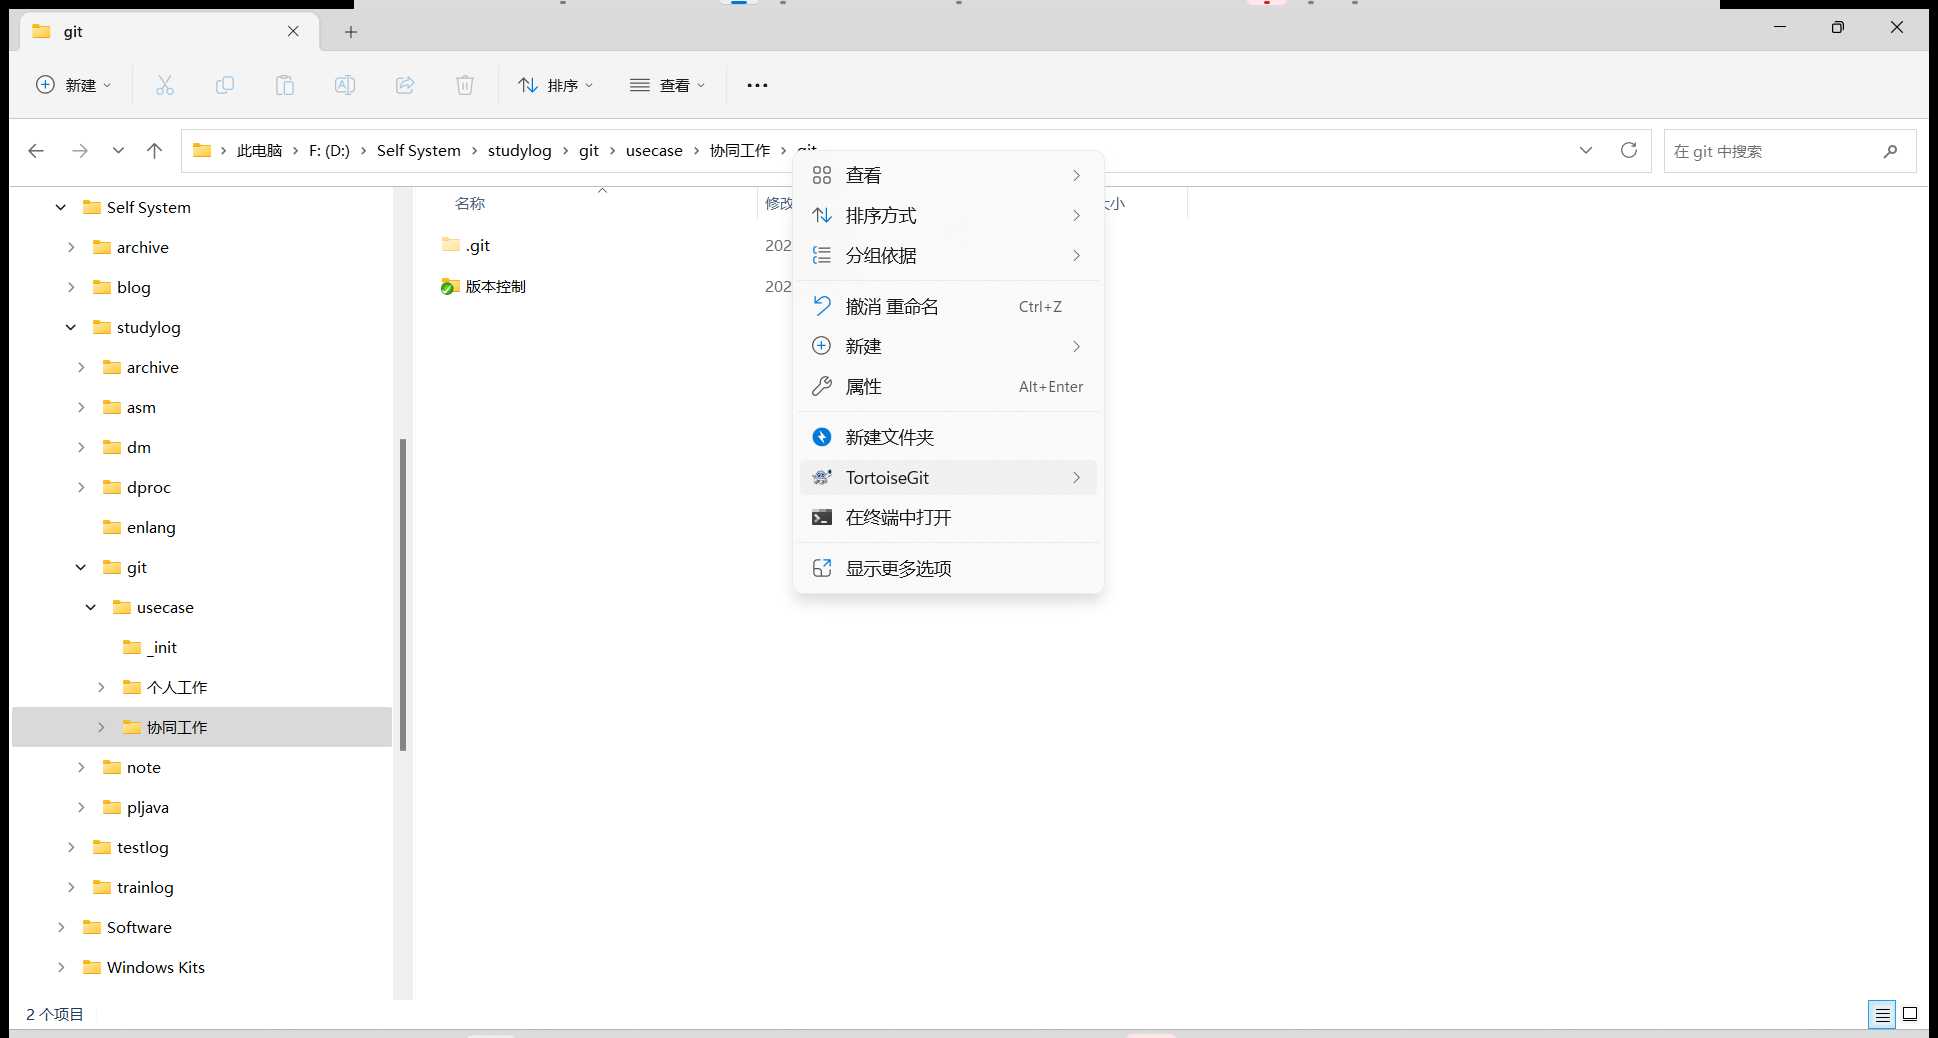 git
新建
排序
查看
此电脑 F: (D:) Self System studylog git usecase 协同工作
在 git 中搜索
Self System
archive
blog
studylog
archive
asm
dm
dproc
enlang
git
usecase
_init
个人工作
协同工作
note
pljava
testlog
trainlog
Software
Windows Kits
名称
修改
.git
202
版本控制
202
查看
排序方式
分组依据
撤消 重命名 Ctrl+Z
新建
属性 Alt+Enter
新建文件夹
TortoiseGit
在终端中打开
显示更多选项
2 个项目